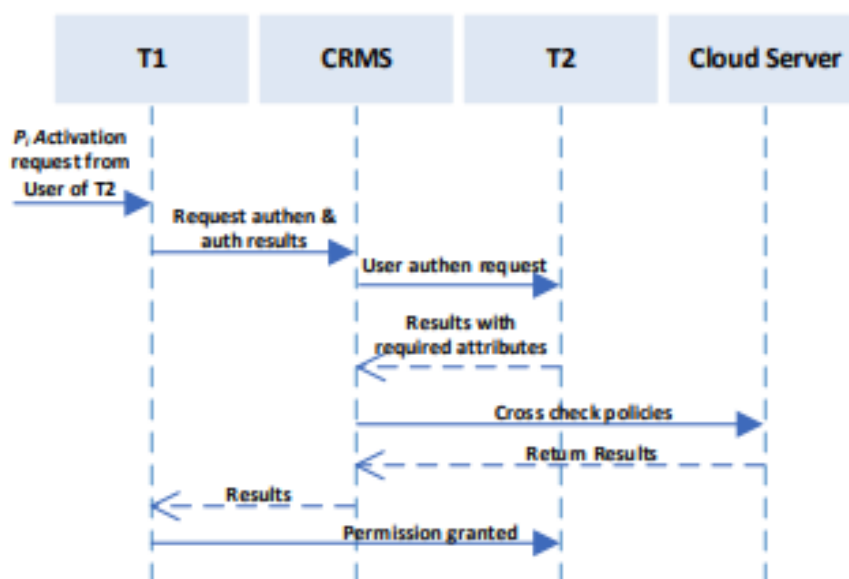 T1
CRMS
T2
Cloud Server
Pi Activation
request from
User of T2
Request authen &
auth results
User authen request
Results with
required attributes
Cross check policies
Return Results
Results
Permission granted